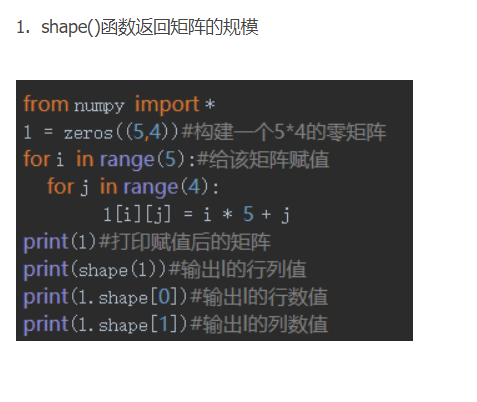 1. shape()函数返回矩阵的规模
from numpy import *
l = zeros((5,4))#构建一个5*4的零矩阵
for i in range(5):#给该矩阵赋值
    for j in range(4):
        l[i][j] = i * 5 + j
print(l)#打印赋值后的矩阵
print(shape(l))#输出l的行列值
print(l.shape[0])#输出l的行数值
print(l.shape[1])#输出l的列数值